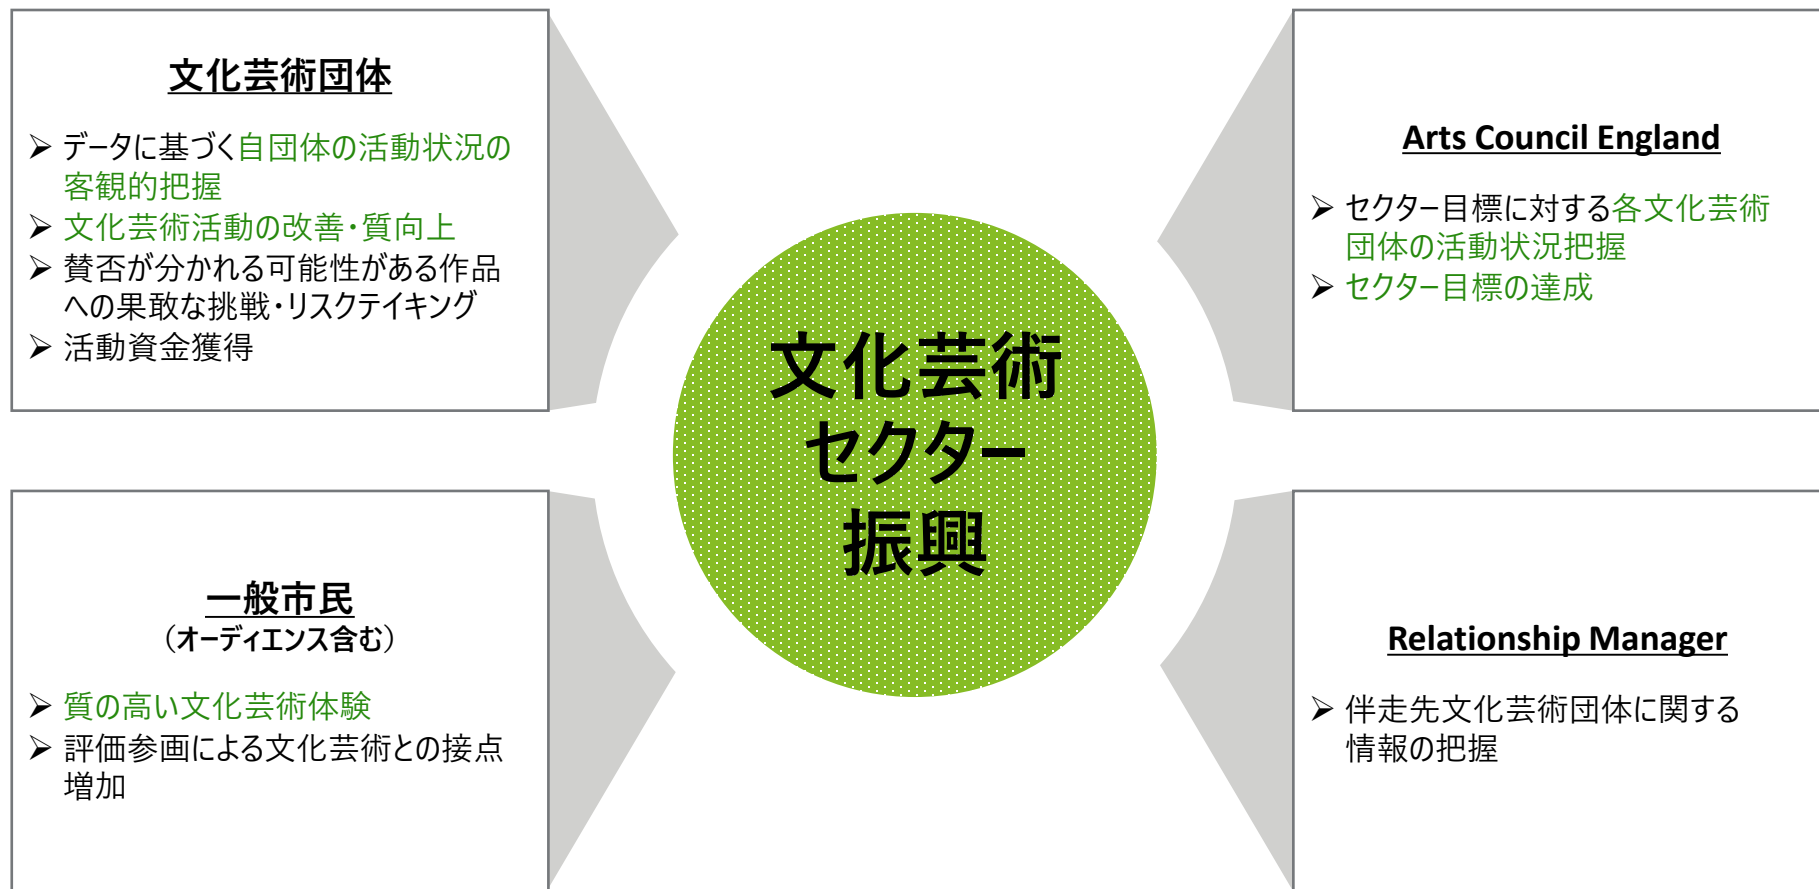 文化芸術団体
➢ データに基づく自団体の活動状況の
客観的把握
➢ 文化芸術活動の改善・質向上
➢ 賛否が分かれる可能性がある作品
への果敢な挑戦・リスクテイキング
➢ 活動資金獲得
Arts Council England
➢ セクター目標に対する各文化芸術
団体の活動状況把握
➢ セクター目標の達成
文化芸術
セクター
振興
一般市民
（オーディエンス含む）
➢ 質の高い文化芸術体験
➢ 評価参画による文化芸術との接点
増加
Relationship Manager
➢ 伴走先文化芸術団体に関する
情報の把握